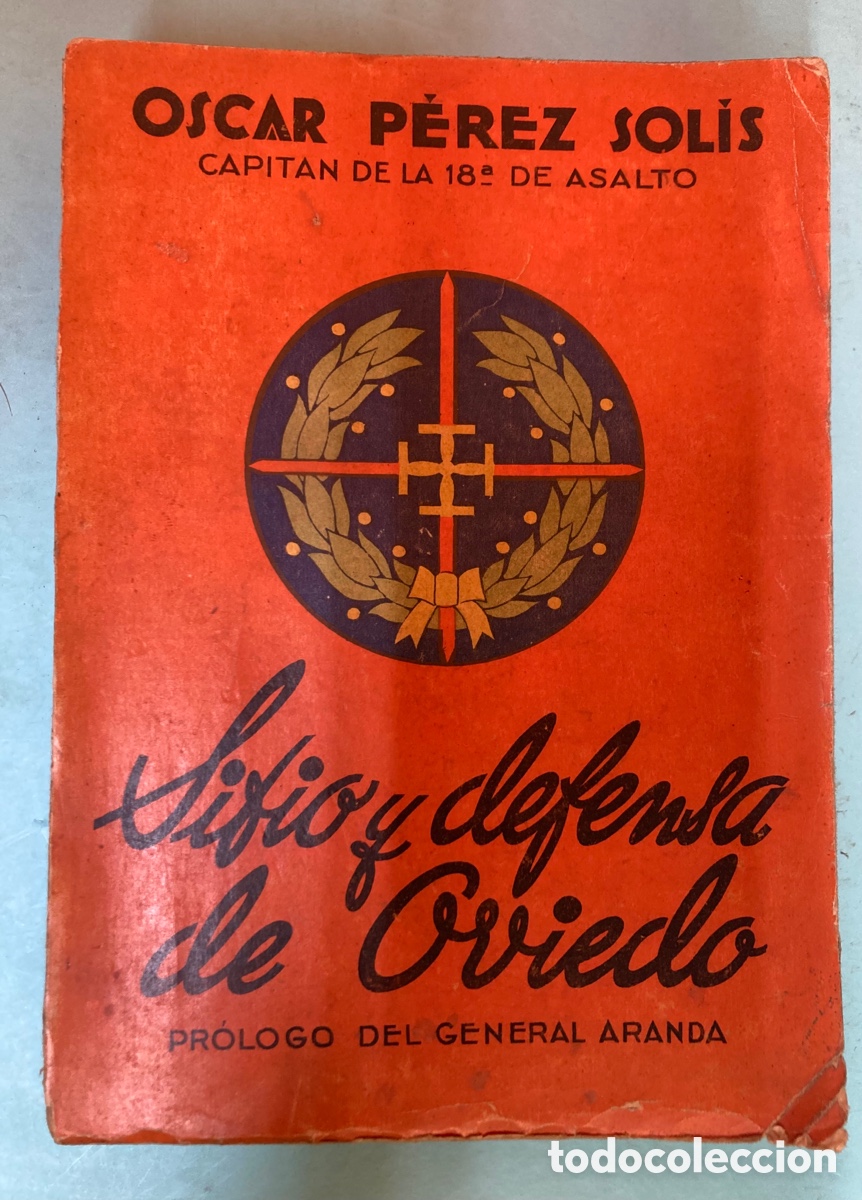 OSCAR PÉREZ SOLÍS
CAPITAN DE LA 18ª DE ASALTO
Sitio y defensa
de Oviedo
PRÓLOGO DEL GENERAL ARANDA
todocoleccion